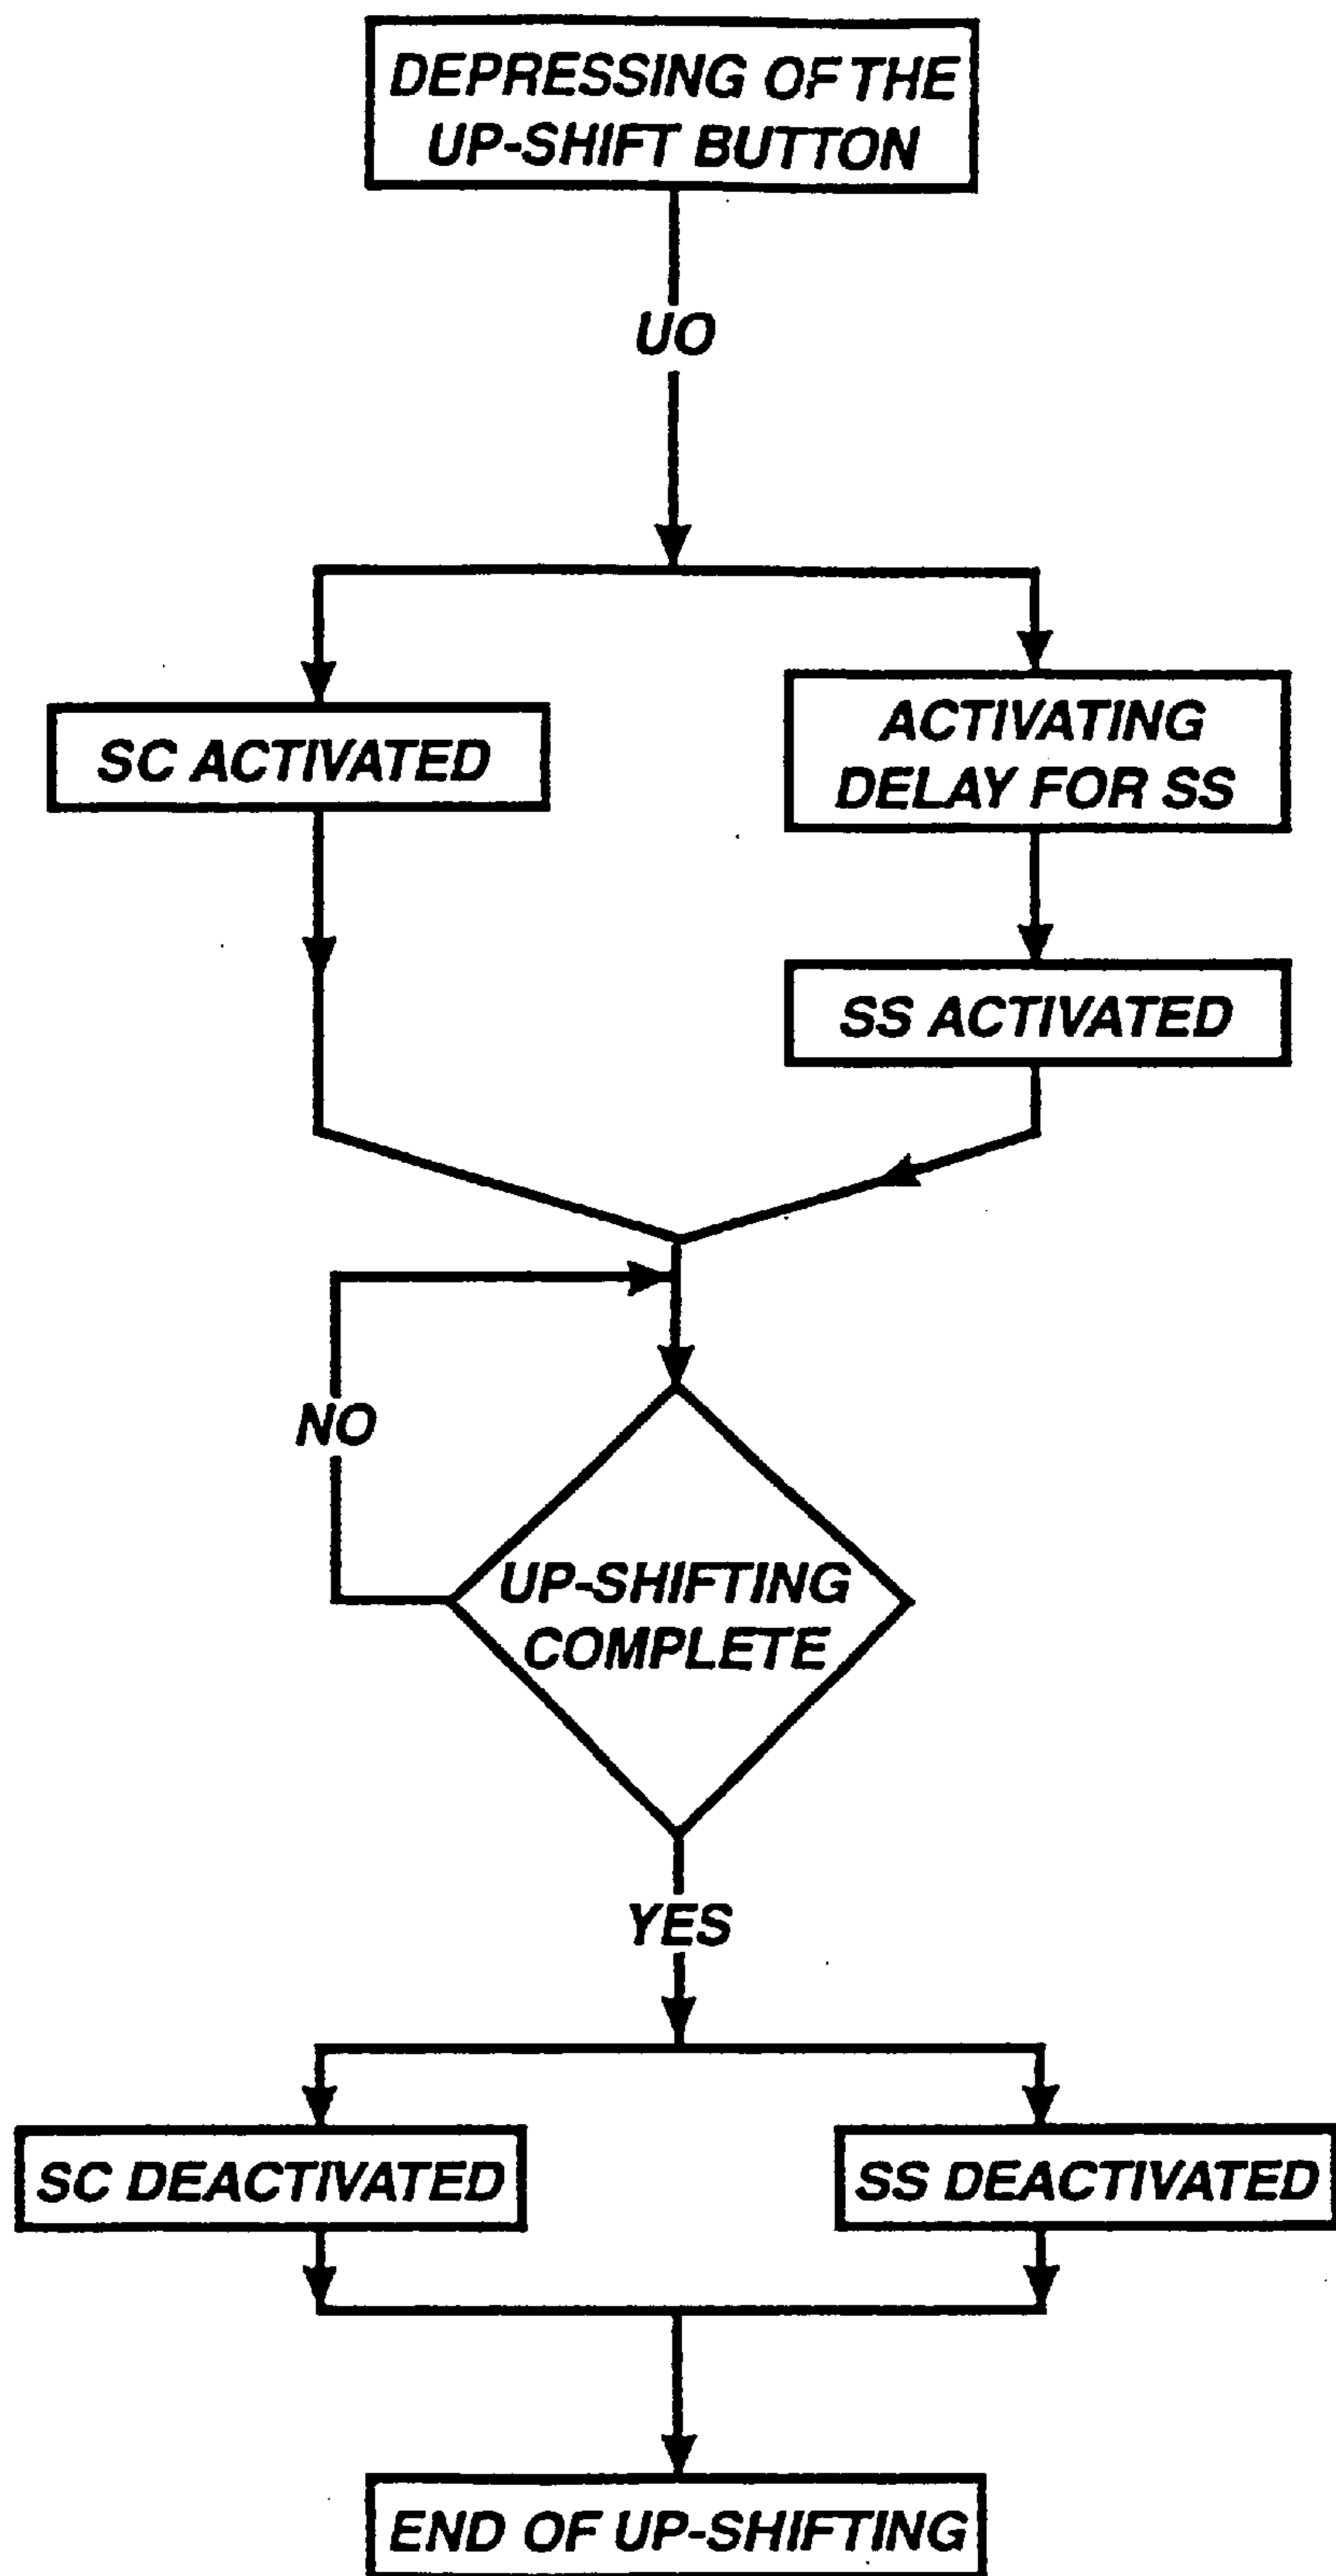 DEPRESSING OF THE
UP-SHIFT BUTTON
UO
SC ACTIVATED
ACTIVATING
DELAY FOR SS
SS ACTIVATED
NO
UP-SHIFTING
COMPLETE
YES
SC DEACTIVATED
SS DEACTIVATED
END OF UP-SHIFTING